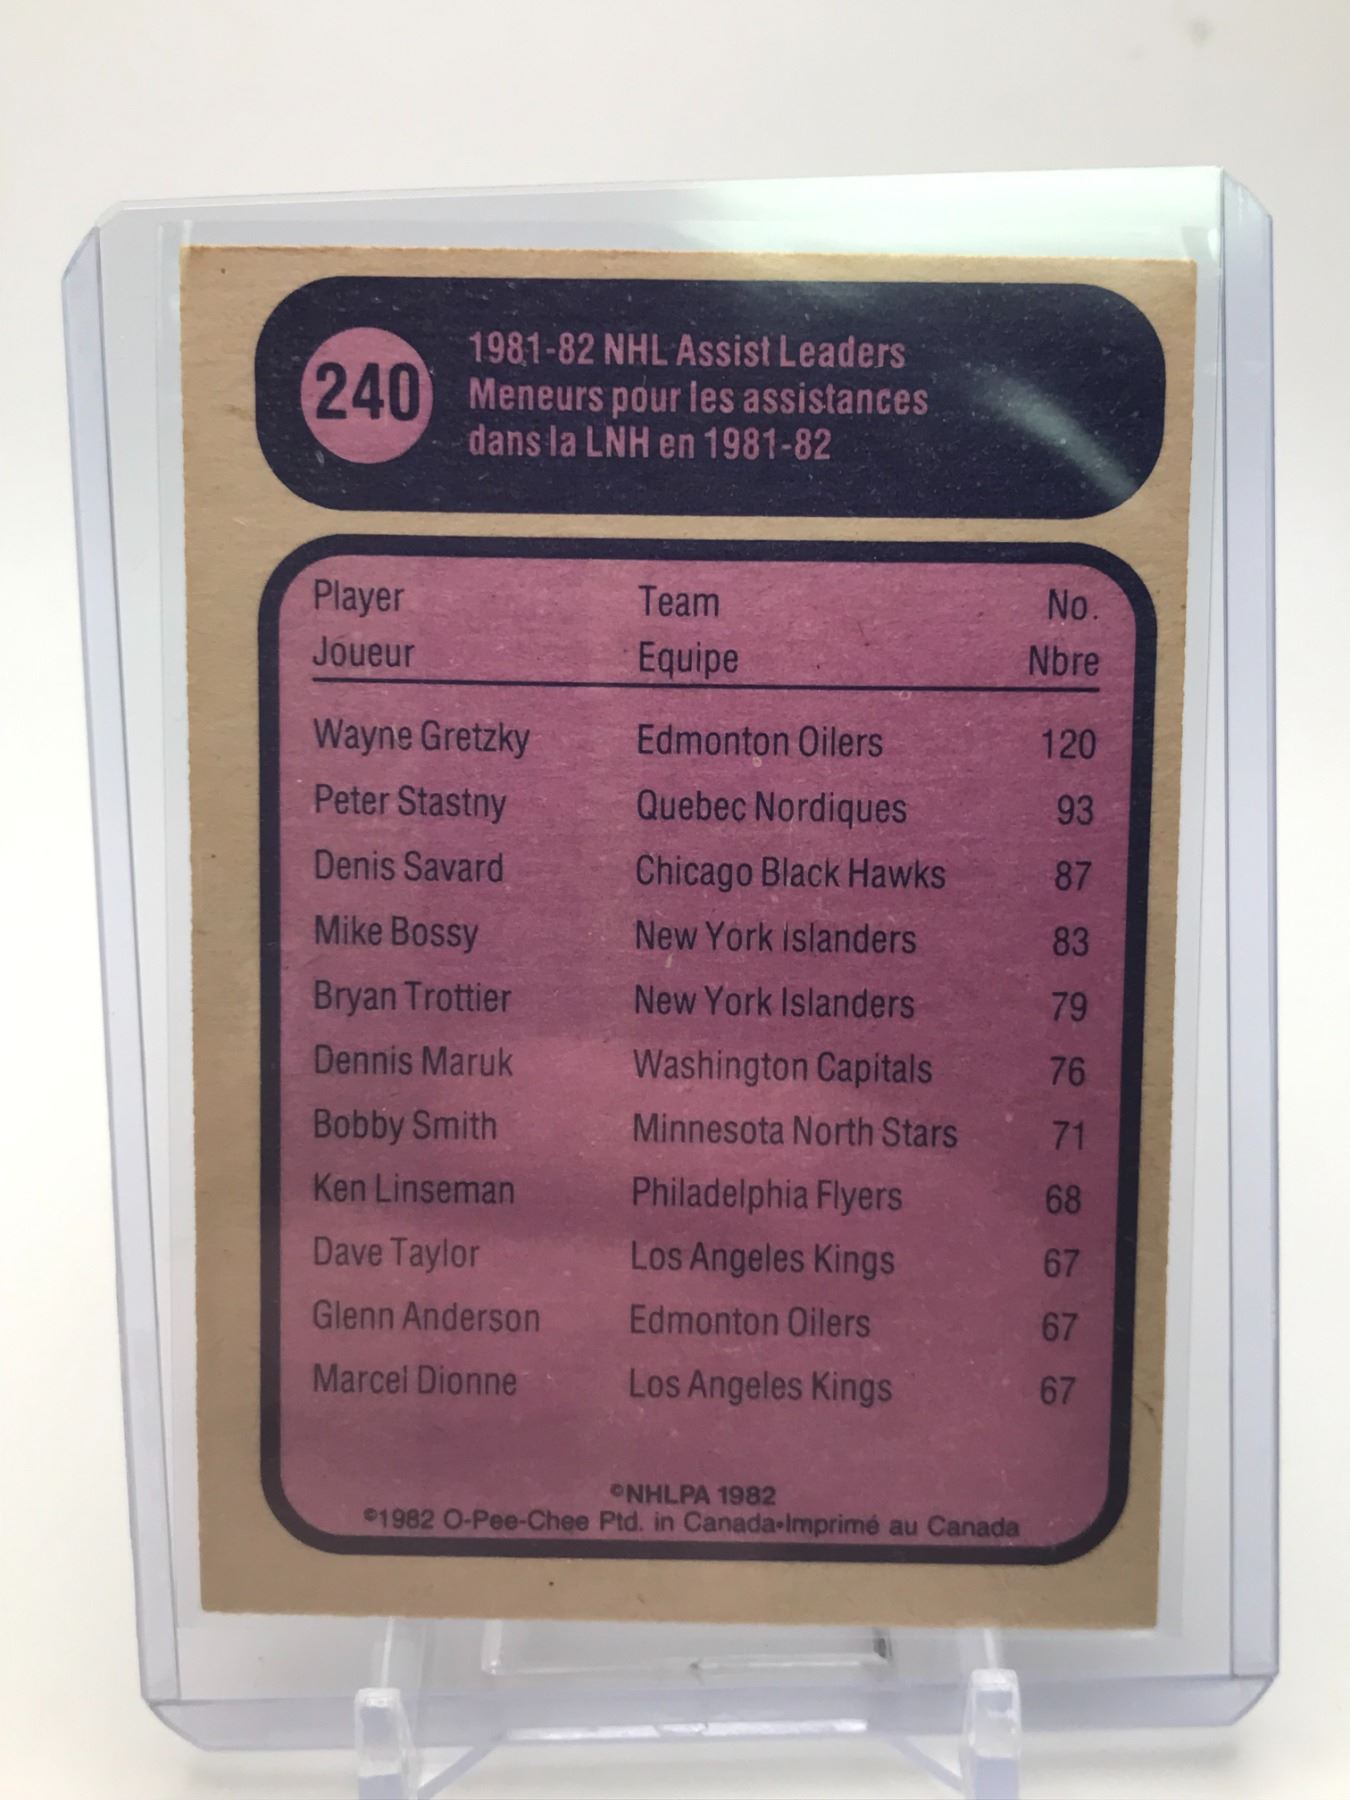 240
1981-82 NHL Assist Leaders
Meneurs pour les assistances
dans la LNH en 1981-82
Player Team No.
Joueur Equipe Nbre
Wayne Gretzky Edmonton Oilers 120
Peter Stastny Quebec Nordiques 93
Denis Savard Chicago Black Hawks 87
Mike Bossy New York Islanders 83
Bryan Trottier New York Islanders 79
Dennis Maruk Washington Capitals 76
Bobby Smith Minnesota North Stars 71
Ken Linseman Philadelphia Flyers 68
Dave Taylor Los Angeles Kings 67
Glenn Anderson Edmonton Oilers 67
Marcel Dionne Los Angeles Kings 67
©NHLPA 1982
©1982 O-Pee-Chee Ptd. in Canada•Imprimé au Canada